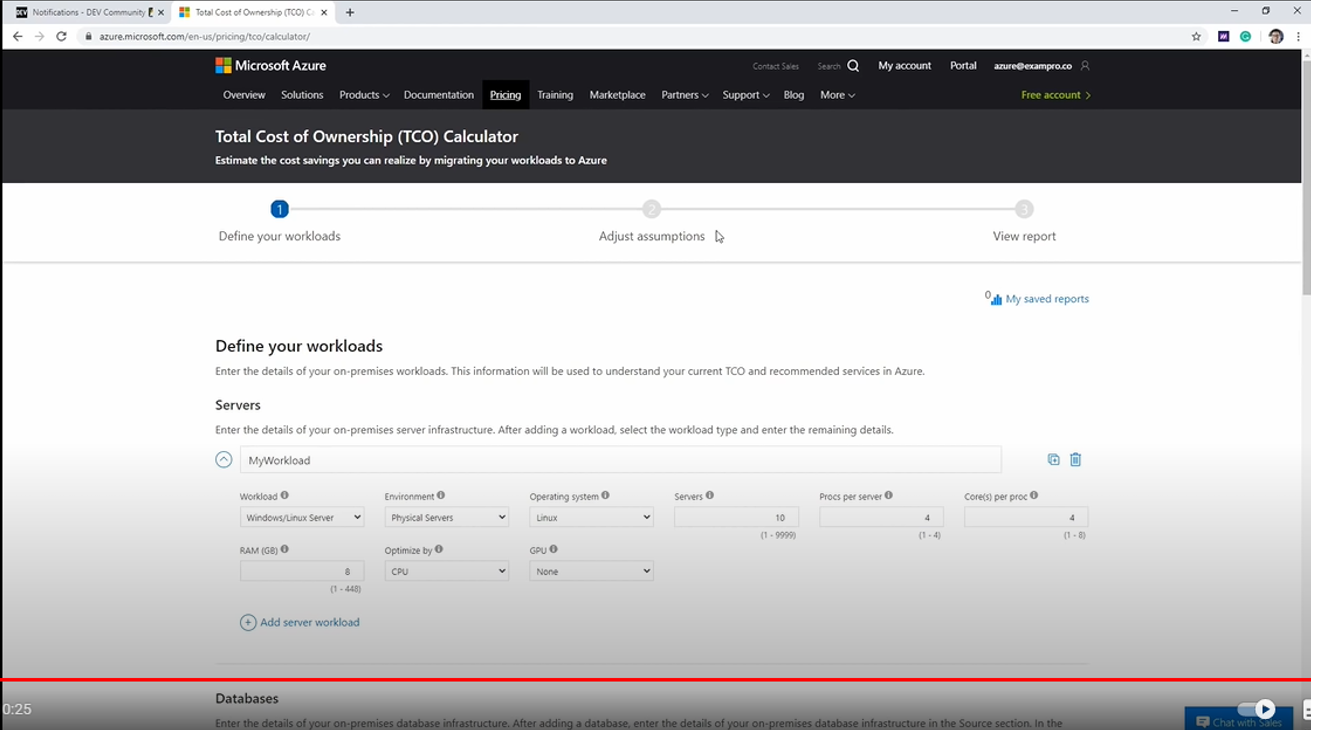 DEV Notifications - DEV Community
Total Cost of Ownership (TCO) C
azure.microsoft.com/en-us/pricing/tco/calculator/
Microsoft Azure
Contact Sales Search My account Portal azure@exampro.co
Overview Solutions Products Documentation Pricing Training Marketplace Partners Support Blog More Free account
Total Cost of Ownership (TCO) Calculator
Estimate the cost savings you can realize by migrating your workloads to Azure
1 2 3
Define your workloads Adjust assumptions View report
0 My saved reports
Define your workloads
Enter the details of your on-premises workloads. This information will be used to understand your current TCO and recommended services in Azure.
Servers
Enter the details of your on-premises server infrastructure. After adding a workload, select the workload type and enter the remaining details.
MyWorkload
Workload Environment Operating system Servers Procs per server Core(s) per proc
Windows/Linux Server Physical Servers Linux 10 4 4
(1 - 9999) (1 - 4) (1 - 8)
RAM (GB) Optimize by GPU
8 CPU None
(1 - 448)
Add server workload
Databases
0:25
Enter the details of your on-premises database infrastructure. After adding a database, enter the details of your on-premises database infrastructure in the Source section. In the
Chat with Sales